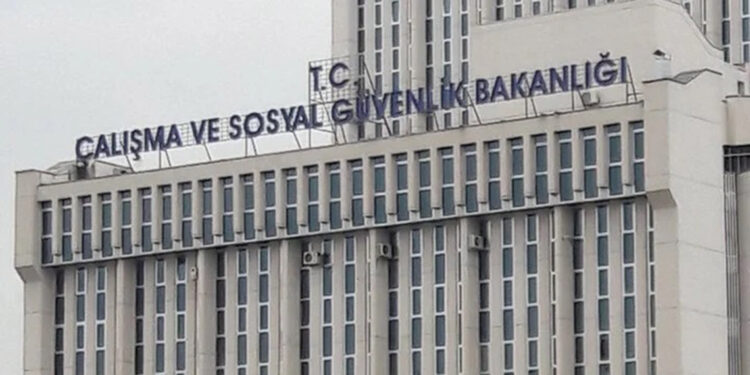 T.C.
ÇALIŞMA VE SOSYAL GÜVENLİK BAKANLIĞI